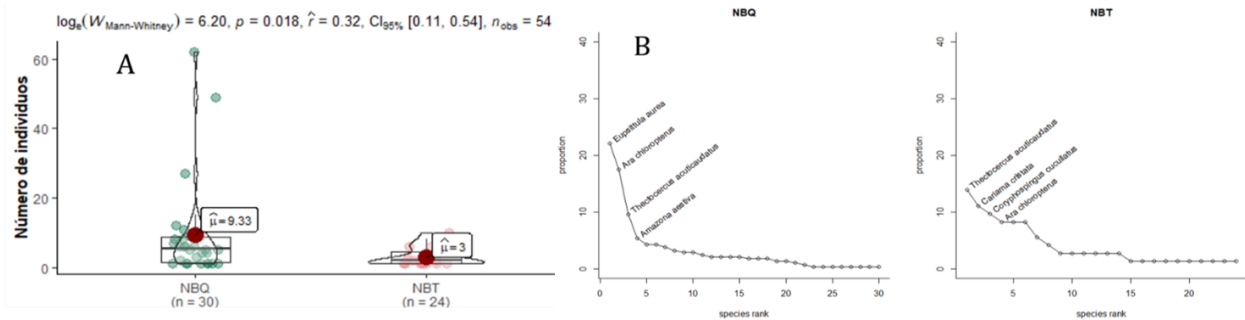 logₑ(W Mann-Whitney) = 6.20, p = 0.018, r̂ = 0.32, CI95% [0.11, 0.54], nobs = 54
A
Número de individuos
60
40
20
0
μ̂=9.33
μ̂=3
NBQ
(n = 30)
NBT
(n = 24)
B
NBQ
proportion
40
30
20
10
0
Eupsittula aurea
Ara chloropterus
Thectocercus acuticaudatus
Amazona aestiva
0 5 10 15 20 25 30
species rank
NBT
proportion
40
30
20
10
0
Thectocercus acuticaudatus
Cariama cristata
Coryphospingus cucullatus
Ara chloropterus
5 10 15 20
species rank